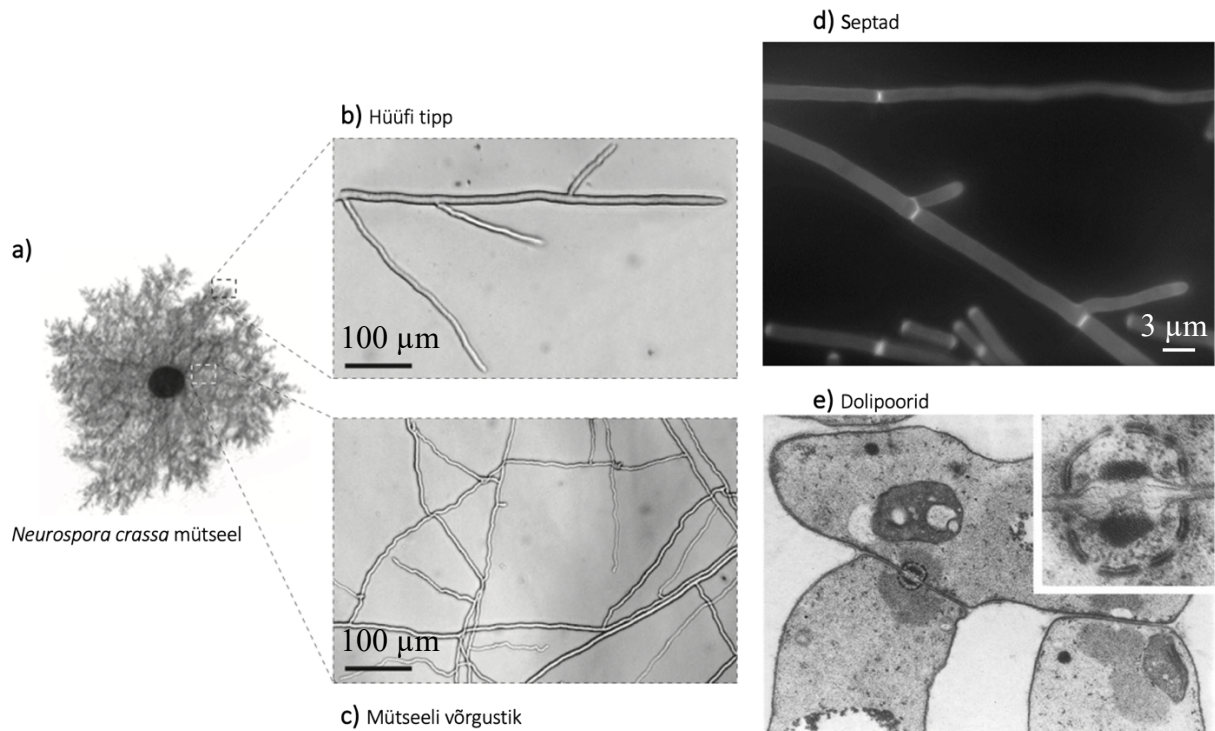 a)
Neurospora crassa mütseel
b) Hüüfi tipp
100 µm
100 µm
c) Mütseeli võrgustik
d) Septad
3 µm
e) Dolipoorid